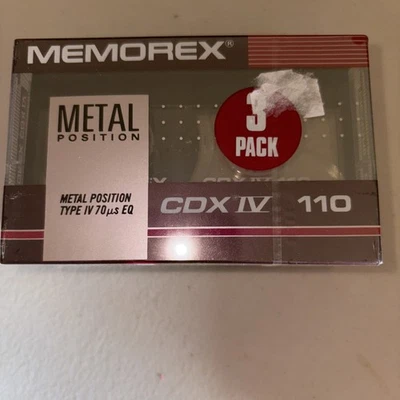 MEMOREX®
METAL
POSITION
3
PACK
METAL POSITION
TYPE IV 70µs EQ
CDX IV 110